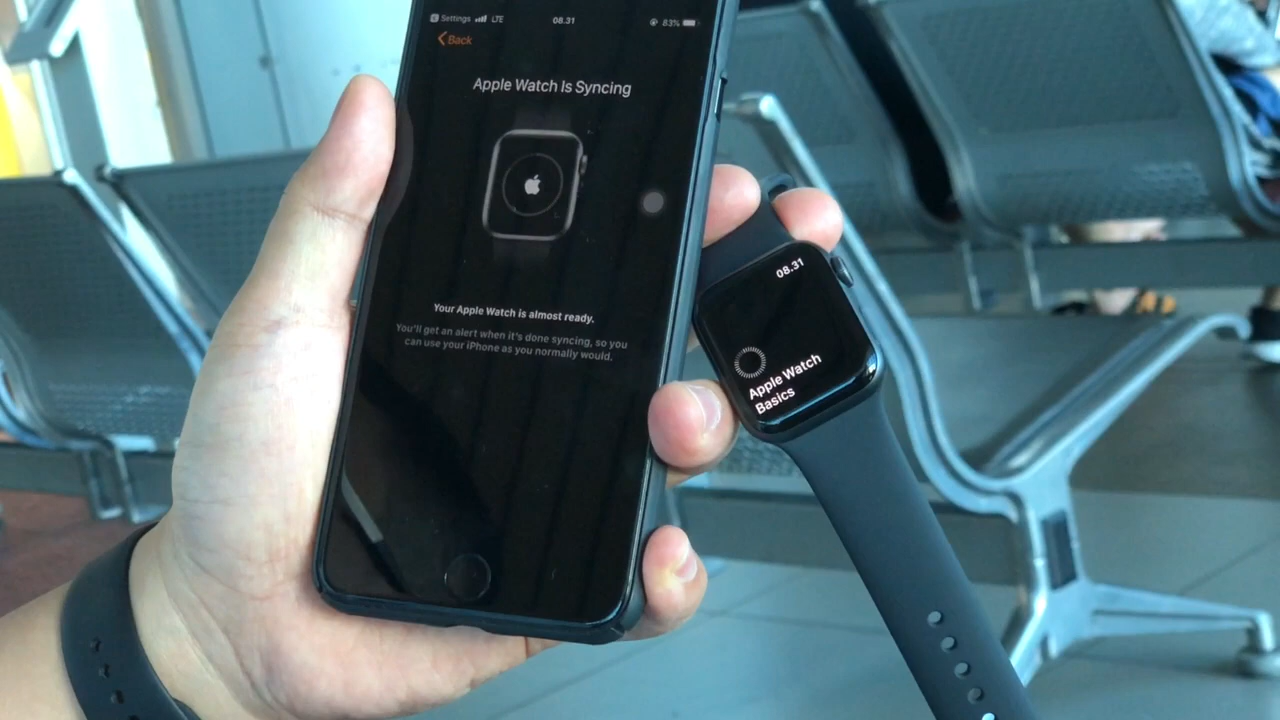 Settings LTE 08.31 83%
Back
Apple Watch Is Syncing
Your Apple Watch is almost ready.
You'll get an alert when it's done syncing, so you
can use your iPhone as you normally would.
08.31
Apple Watch
Basics